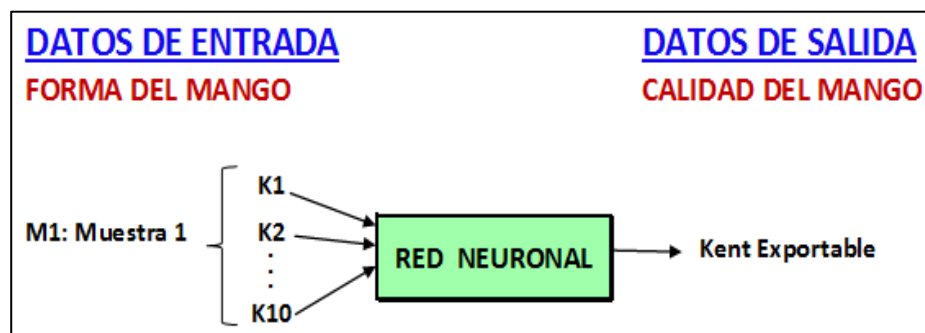 DATOS DE ENTRADA
DATOS DE SALIDA
FORMA DEL MANGO
CALIDAD DEL MANGO
M1: Muestra 1
K1
K2
⋮
K10
RED NEURONAL
Kent Exportable